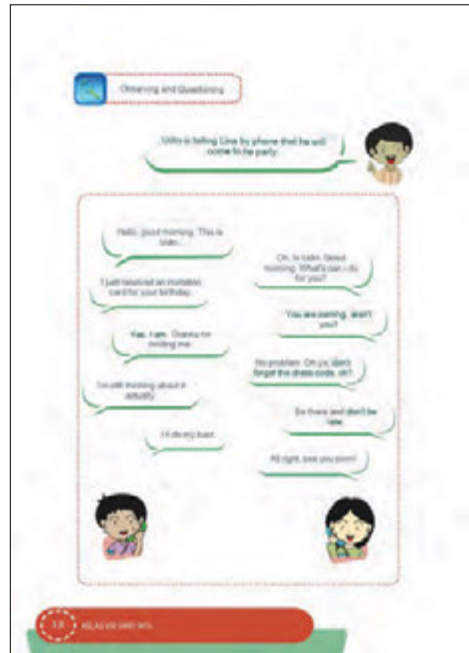 Observing and Questioning
Udin is telling Lina by phone that he will
come to he party.
Hello, good morning. This is
Udin.
Oh, hi Udin. Good
morning. What's can I do
for you?
I just received an invitation
card for your birthday.
You are coming, aren't
you?
Yes, I am. Thanks for
inviting me.
No problem. Oh ya, don't
forget the dress code, ok?
I'm still thinking about it
actually.
Be there and don't be
late.
I'll do my best.
All right, see you soon!
18
KELAS VIII SMP/ MTs